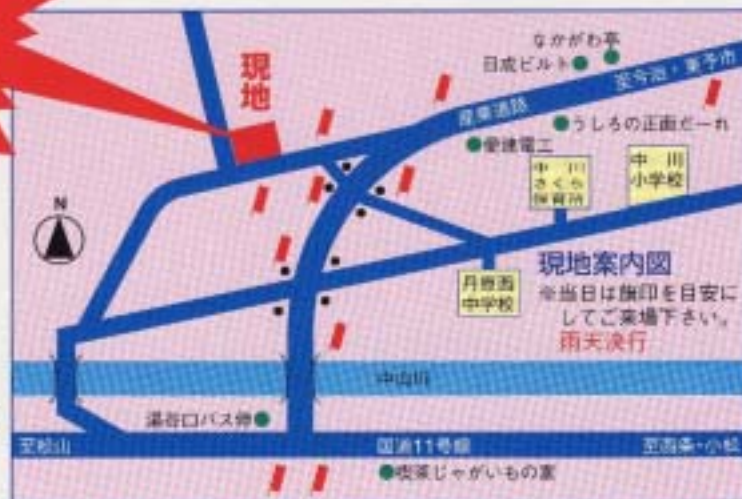 なかがわ亭
日成ビルト
至今治・東予市
現地
産業道路
うしろの正面だーれ
愛建電工
中川
さくら
保育所
中川
小学校
N
現地案内図
丹原西
中学校
※当日は旗印を目安に
してご来場下さい。
雨天決行
中山川
湯谷口バス停
至松山
国道11号線
至西条・小松
喫茶じゃがいもの宴